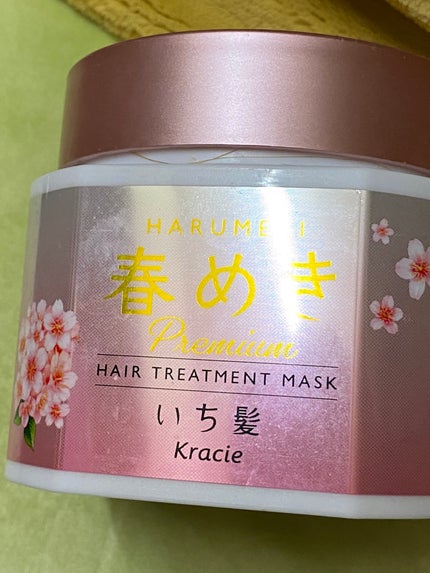 HARUMEKI
春めき
Premium
HAIR TREATMENT MASK
いち髪
Kracie